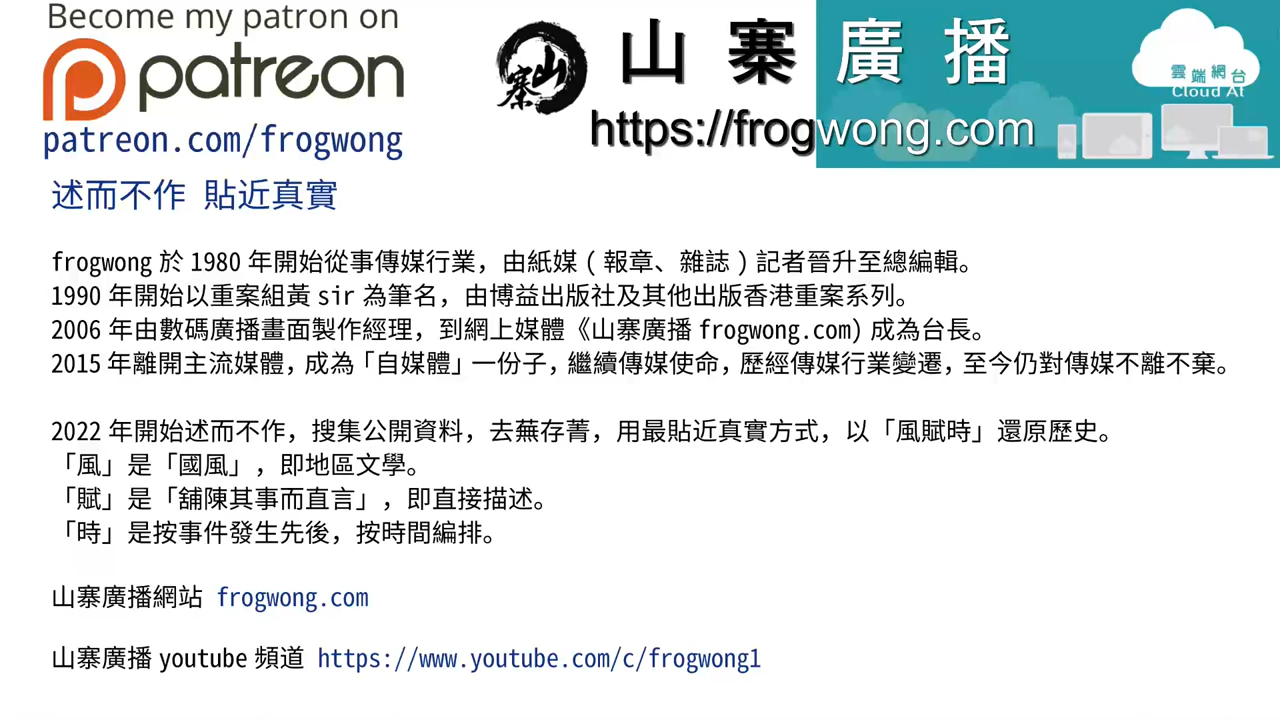 Become my patron on
patreon
patreon.com/frogwong
山寨
山寨廣播
https://frogwong.com
雲端網台
Cloud At
述而不作 貼近真實
frogwong 於 1980 年開始從事傳媒行業，由紙媒（報章、雜誌）記者晉升至總編輯。
1990 年開始以重案組黃 sir 為筆名，由博益出版社及其他出版香港重案系列。
2006 年由數碼廣播畫面製作經理，到網上媒體《山寨廣播 frogwong.com) 成為台長。
2015 年離開主流媒體，成為「自媒體」一份子，繼續傳媒使命，歷經傳媒行業變遷，至今仍對傳媒不離不棄。
2022 年開始述而不作，搜集公開資料，去蕪存菁，用最貼近真實方式，以「風賦時」還原歷史。
「風」是「國風」，即地區文學。
「賦」是「舖陳其事而直言」，即直接描述。
「時」是按事件發生先後，按時間編排。
山寨廣播網站 frogwong.com
山寨廣播 youtube 頻道 https://www.youtube.com/c/frogwong1